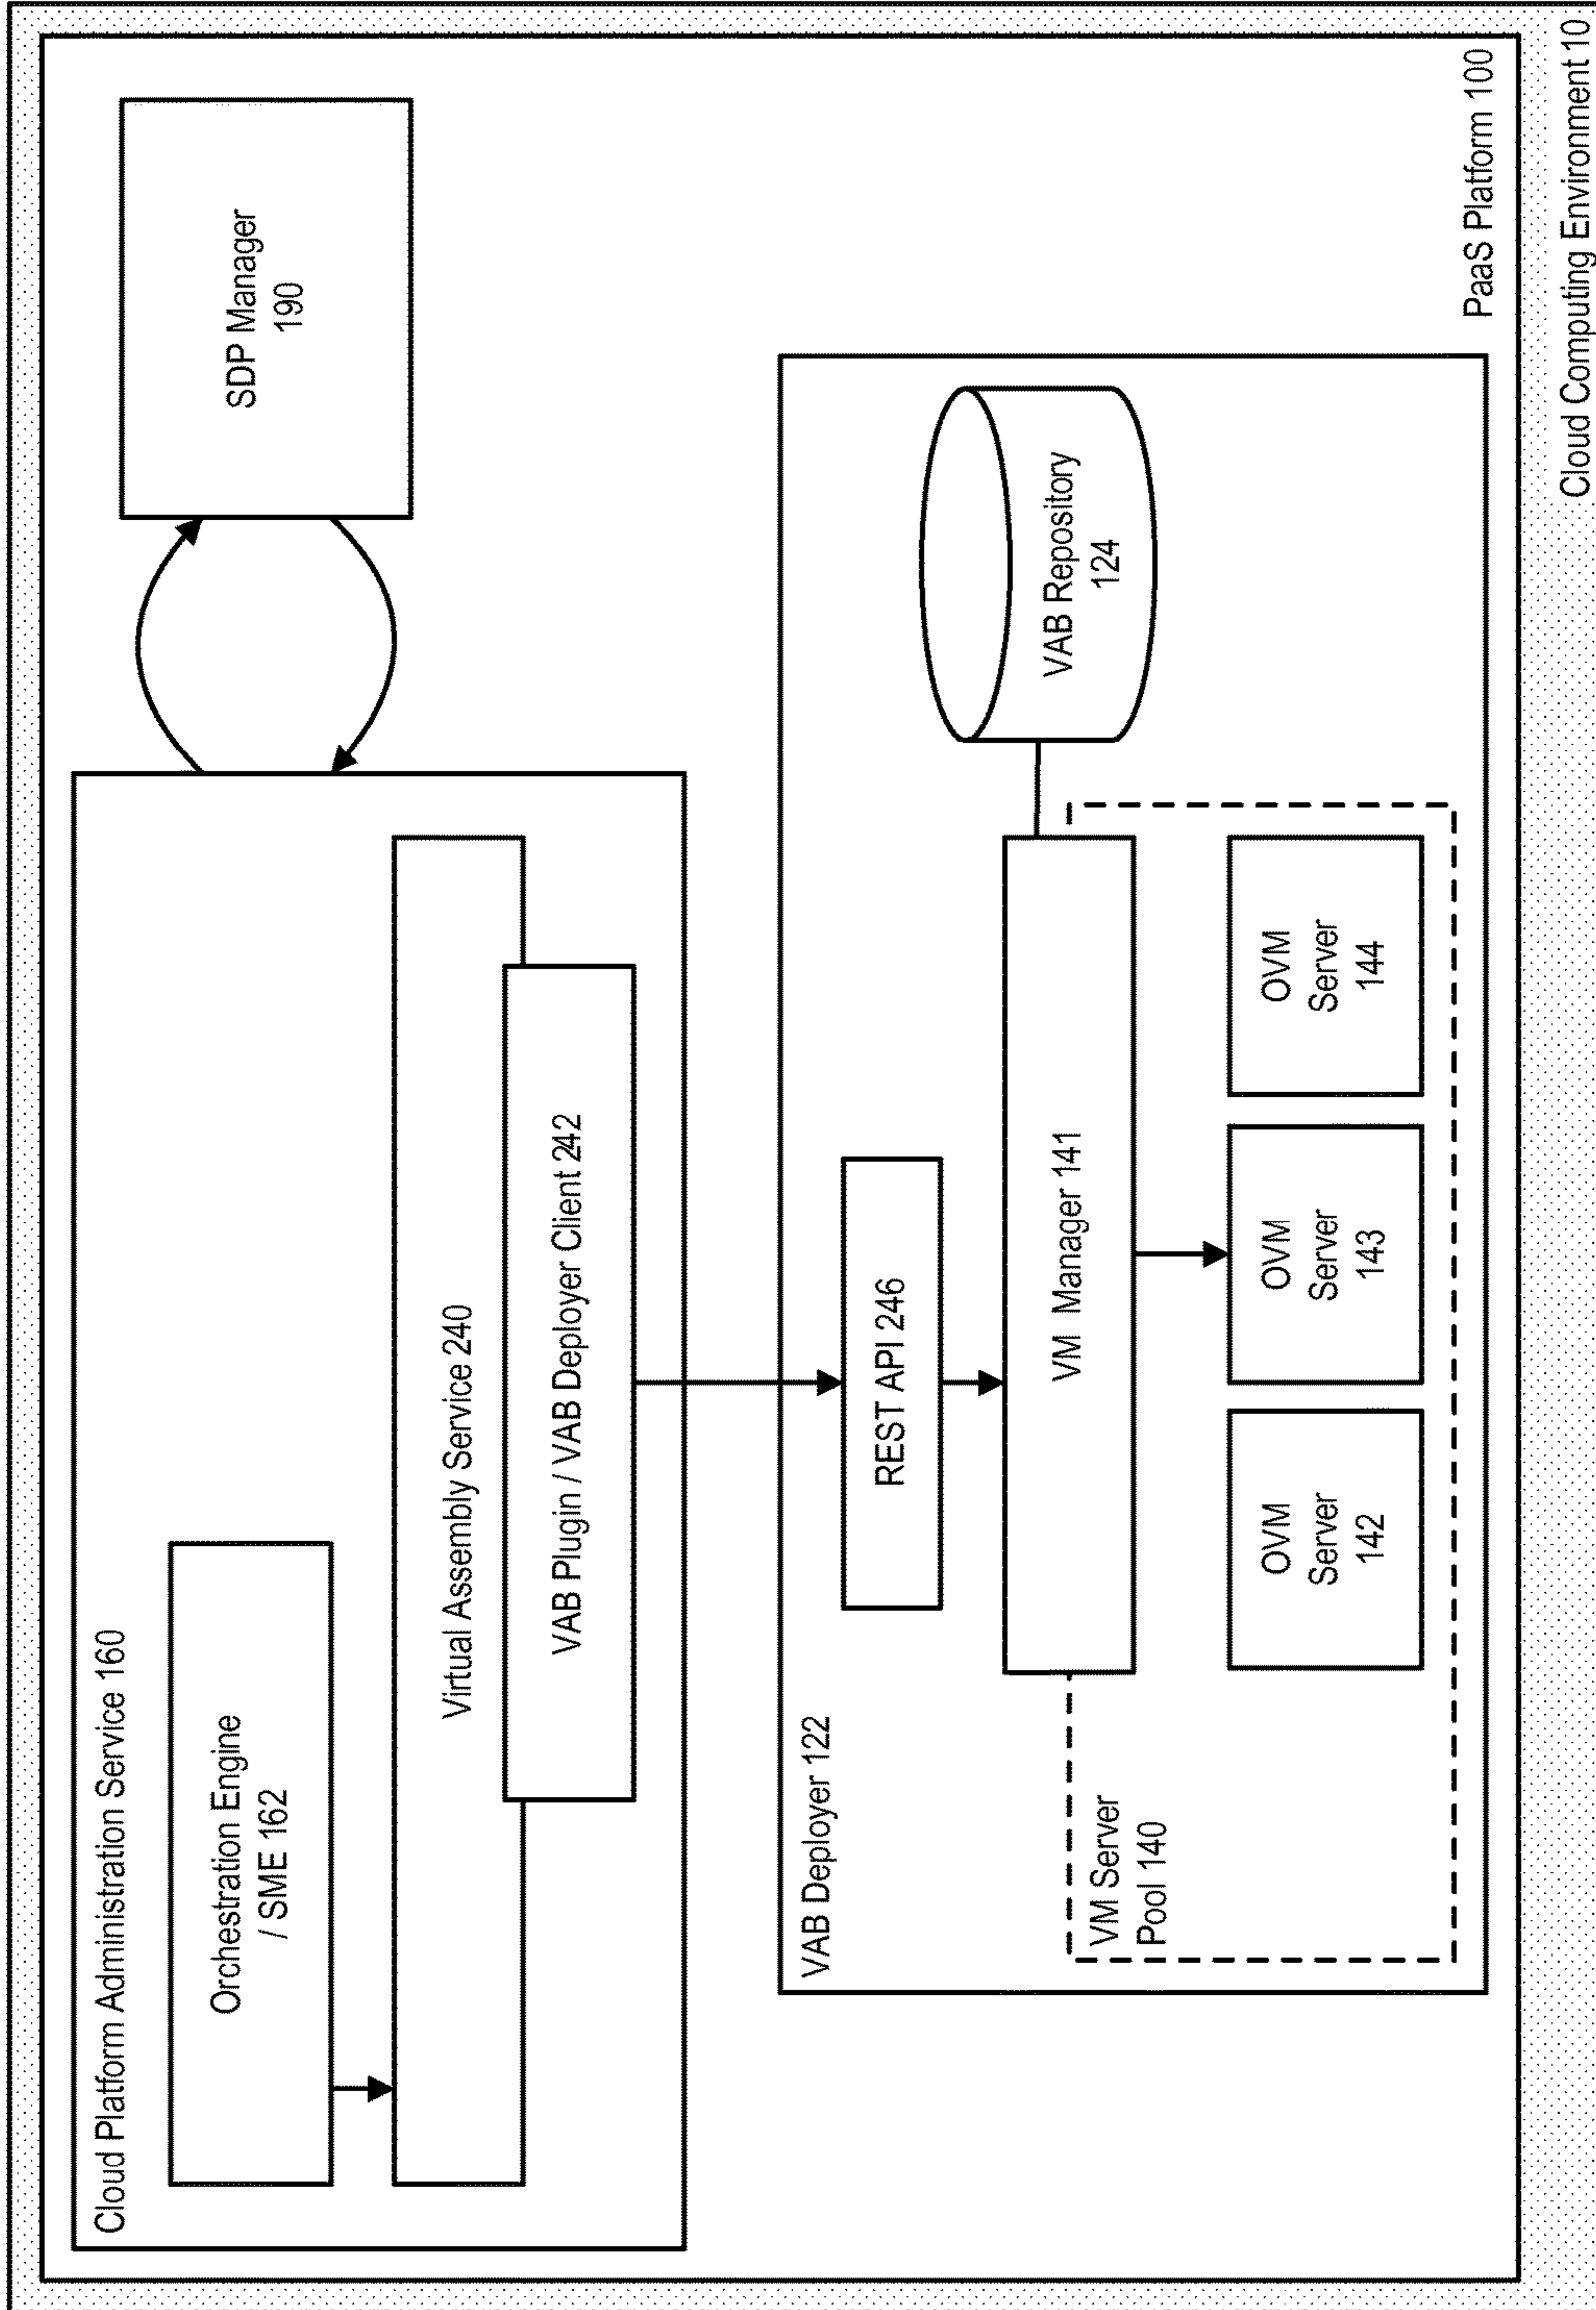 Cloud Platform Administration Service 160
Orchestration Engine
/ SME 162
SDP Manager
190
Virtual Assembly Service 240
VAB Plugin / VAB Deployer Client 242
VAB Deployer 122
REST API 246
VAB Repository
124
VM Manager 141
VM Server
Pool 140
OVM
Server
142
OVM
Server
143
OVM
Server
144
PaaS Platform 100
Cloud Computing Environment 10